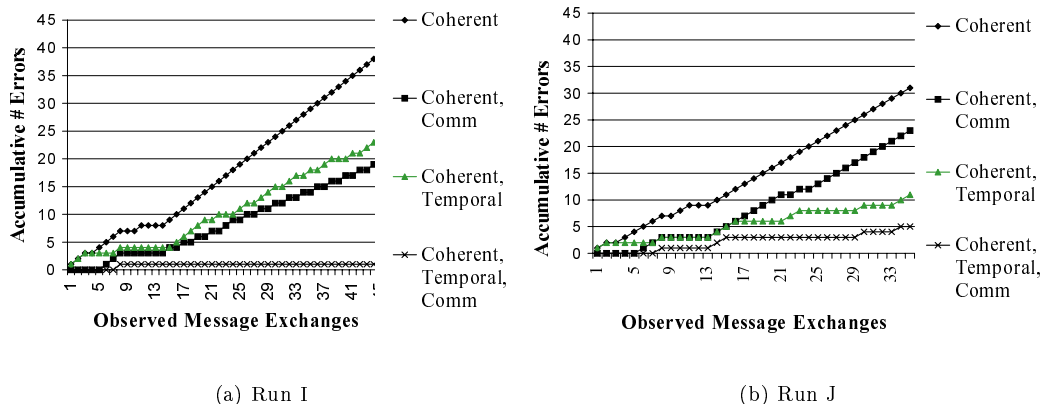 45
40
35
30
25
20
15
10
5
0
Accumulative # Errors
1
5
9
13
17
21
25
29
33
37
41
Observed Message Exchanges
Coherent
Coherent,
Comm
Coherent,
Temporal
Coherent,
Temporal,
Comm
(a) Run I
45
40
35
30
25
20
15
10
5
0
Accumulative # Errors
1
5
9
13
17
21
25
29
33
Observed Message Exchanges
Coherent
Coherent,
Comm
Coherent,
Temporal
Coherent,
Temporal,
Comm
(b) Run J